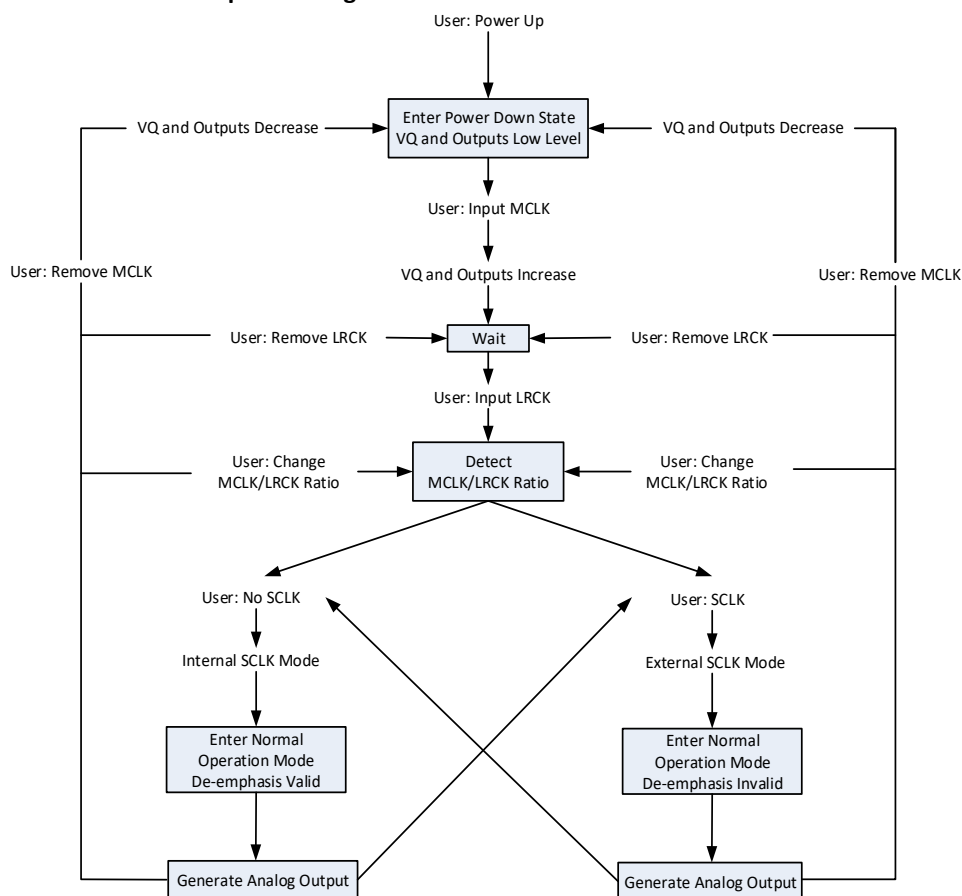 User: Power Up
Enter Power Down State
VQ and Outputs Low Level
VQ and Outputs Decrease
VQ and Outputs Decrease
User: Input MCLK
User: Remove MCLK
VQ and Outputs Increase
User: Remove MCLK
User: Remove LRCK
Wait
User: Remove LRCK
User: Input LRCK
User: Change
MCLK/LRCK Ratio
Detect
MCLK/LRCK Ratio
User: Change
MCLK/LRCK Ratio
User: No SCLK
User: SCLK
Internal SCLK Mode
External SCLK Mode
Enter Normal
Operation Mode
De-emphasis Valid
Enter Normal
Operation Mode
De-emphasis Invalid
Generate Analog Output
Generate Analog Output